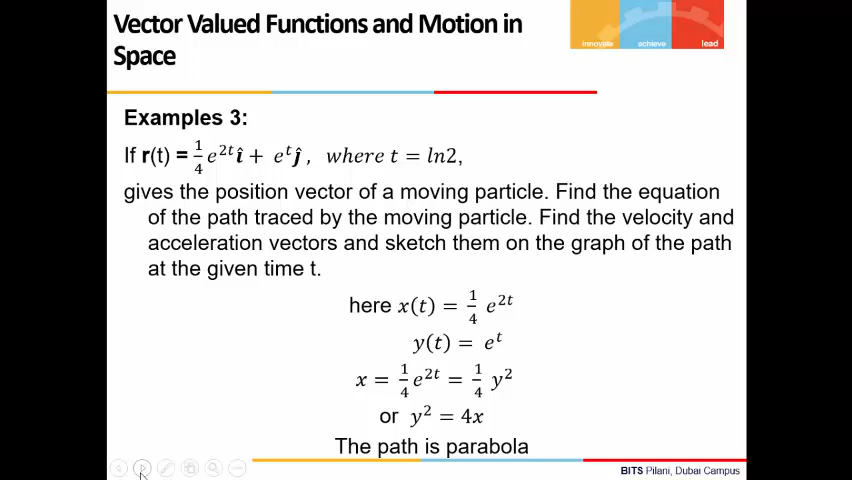 Vector Valued Functions and Motion in
Space
innovate achieve lead
Examples 3:
If r(t) = 1/4 e^{2t} î + e^t ĵ , where t = ln2,
gives the position vector of a moving particle. Find the equation
of the path traced by the moving particle. Find the velocity and
acceleration vectors and sketch them on the graph of the path
at the given time t.
here x(t) = 1/4 e^{2t}
y(t) = e^t
x = 1/4 e^{2t} = 1/4 y^2
or y^2 = 4x
The path is parabola
BITS Pilani, Dubai Campus